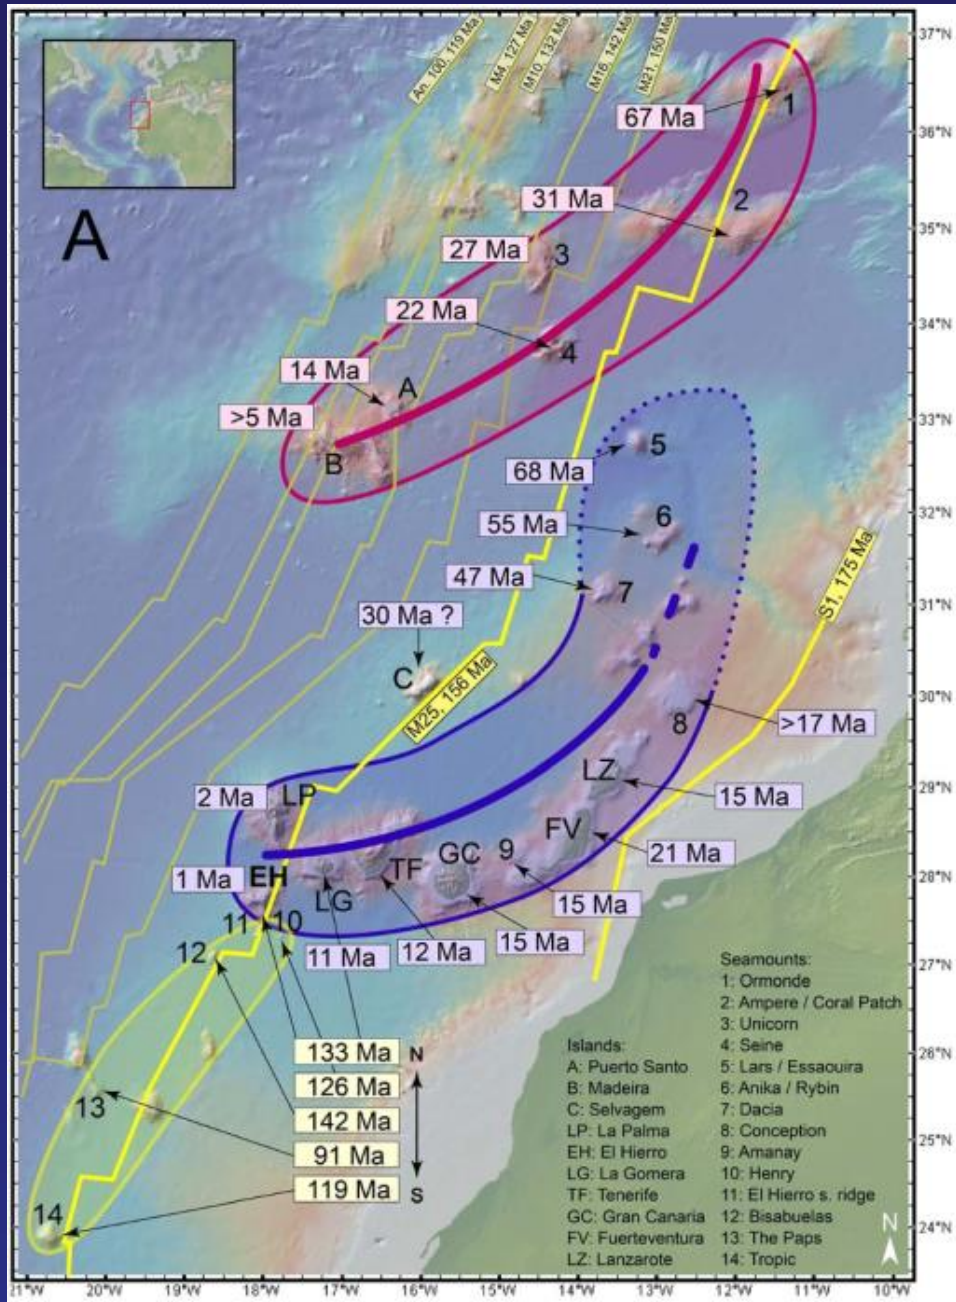 An. 100, 119 Ma
M4, 127 Ma
M10, 132 Ma
M16, 142 Ma
M21, 150 Ma
37°N
A
67 Ma
1
36°N
31 Ma
2
35°N
27 Ma
3
22 Ma
4
34°N
14 Ma
A
>5 Ma
B
33°N
68 Ma
5
32°N
55 Ma
6
47 Ma
7
31°N
S1, 175 Ma
30 Ma ?
C
M25, 156 Ma
30°N
8
>17 Ma
LZ
15 Ma
29°N
2 Ma
LP
FV
21 Ma
1 Ma
EH
LG
TF
GC
9
15 Ma
28°N
11
10
11 Ma
12 Ma
15 Ma
12
27°N
133 Ma
126 Ma
142 Ma
91 Ma
119 Ma
N
S
26°N
13
25°N
14
24°N
Islands:
A: Puerto Santo
B: Madeira
C: Selvagem
LP: La Palma
EH: El Hierro
LG: La Gomera
TF: Tenerife
GC: Gran Canaria
FV: Fuerteventura
LZ: Lanzarote
Seamounts:
1: Ormonde
2: Ampere / Coral Patch
3: Unicorn
4: Seine
5: Lars / Essaouira
6: Anika / Rybin
7: Dacia
8: Conception
9: Amanay
10: Henry
11: El Hierro s. ridge
12: Bisabuelas
13: The Paps
14: Tropic
N
21°W 20°W 19°W 18°W 17°W 16°W 15°W 14°W 13°W 12°W 11°W 10°W